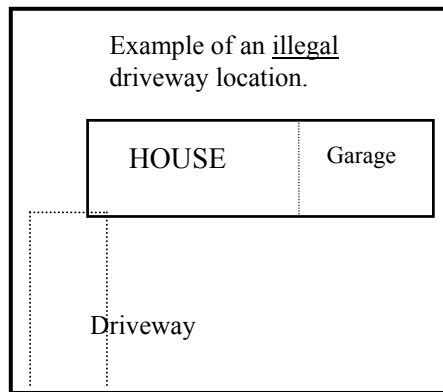 Example of an illegal
driveway location.
HOUSE
Garage
Driveway